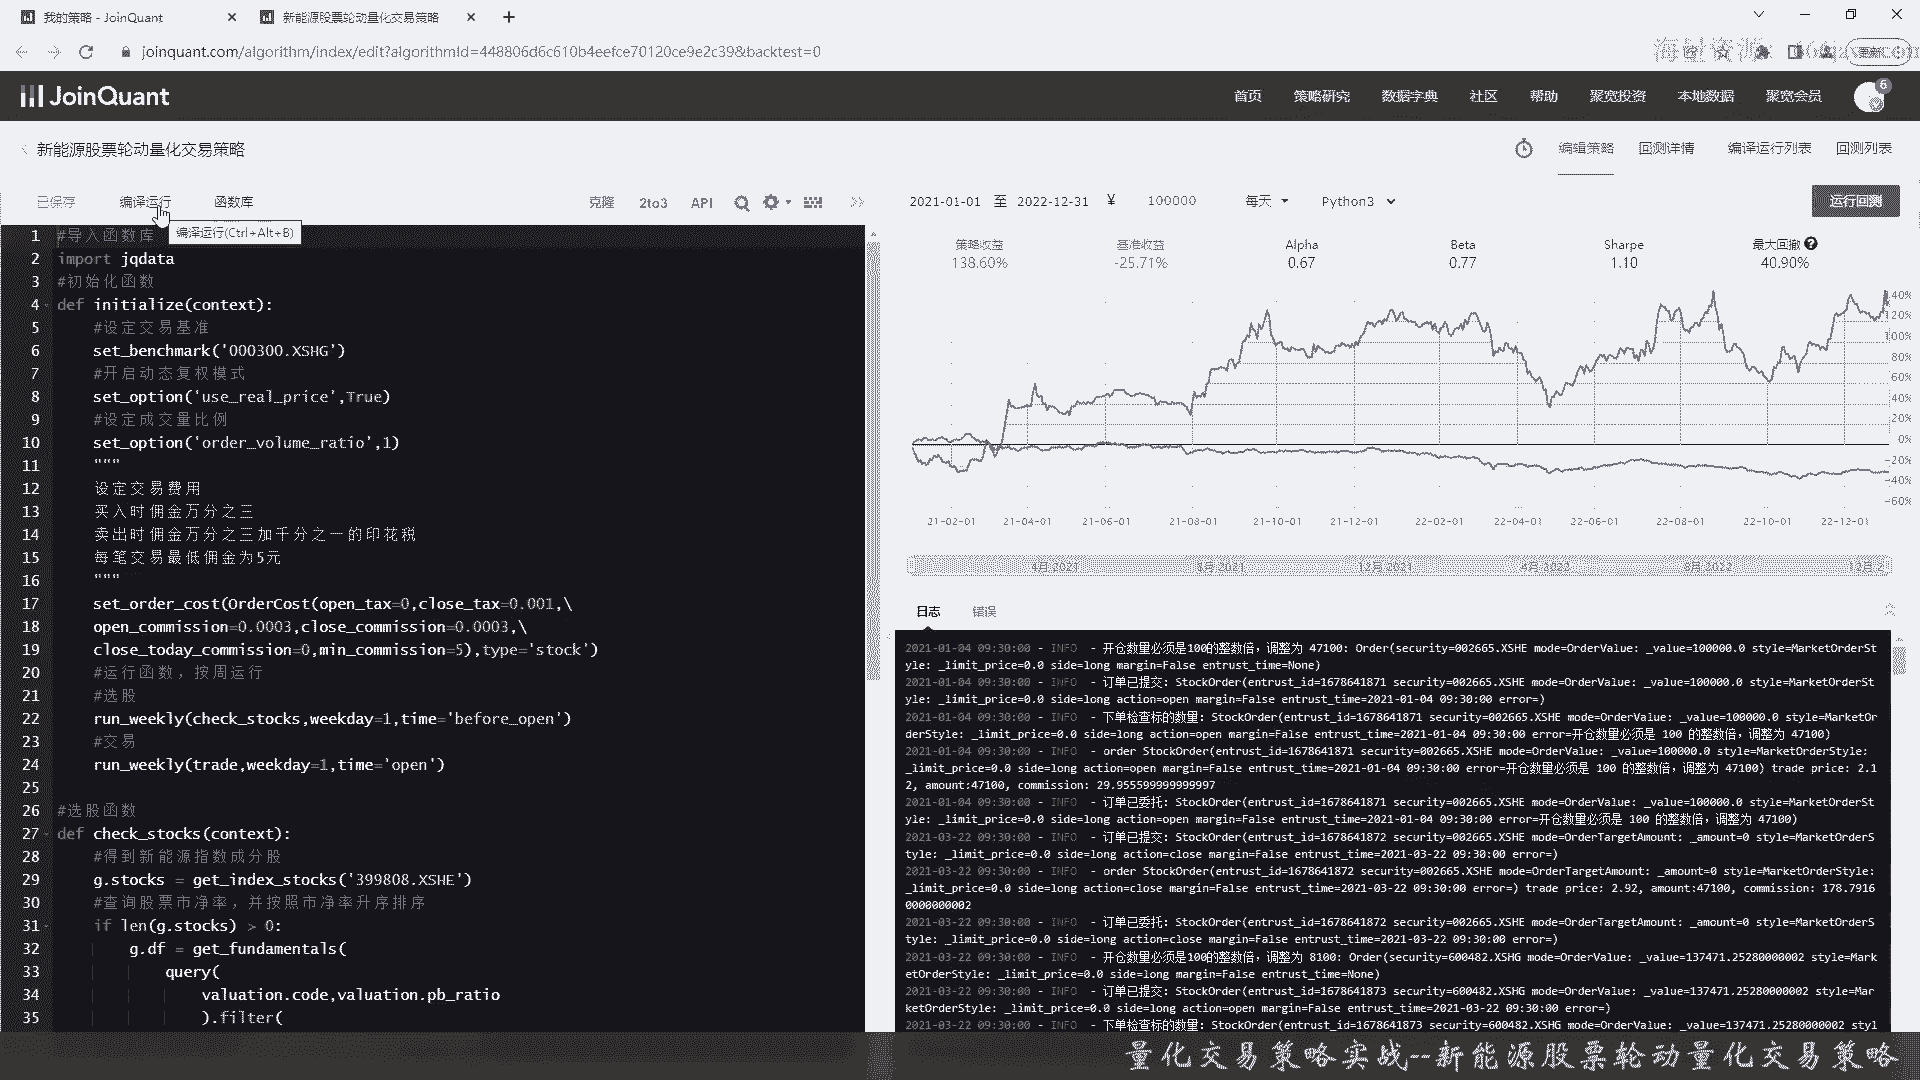 我的策略 - JoinQuant
新能源股票轮动量化交易策略
joinquant.com/algorithm/index/edit?algorithmId=448806d6c610b4eefce70120ce9e2c39&backtest=0
海量资源：
JoinQuant
首页 策略研究 数据字典 社区 帮助 聚宽投资 本地数据 聚宽会员 6
新能源股票轮动量化交易策略
编辑策略 回测详情 编译运行列表 回测列表
已保存 编译运行 函数库 克隆 2to3 API
编译运行(Ctrl+Alt+B)
2021-01-01 至 2022-12-31 ¥ 100000 每天 Python3 运行回测
1 #导入函数库
2 import jqdata
3 #初始化函数
4 def initialize(context):
5 #设定交易基准
6 set_benchmark('000300.XSHG')
7 #开启动态复权模式
8 set_option('use_real_price',True)
9 #设定成交量比例
10 set_option('order_volume_ratio',1)
11 """
12 设定交易费用
13 买入时佣金万分之三
14 卖出时佣金万分之三加千分之一的印花税
15 每笔交易最低佣金为5元
16 """
17 set_order_cost(OrderCost(open_tax=0,close_tax=0.001,\
18 open_commission=0.0003,close_commission=0.0003,\
19 close_today_commission=0,min_commission=5),type='stock')
20 #运行函数，按周运行
21 #选股
22 run_weekly(check_stocks,weekday=1,time='before_open')
23 #交易
24 run_weekly(trade,weekday=1,time='open')
25
26 #选股函数
27 def check_stocks(context):
28 #得到新能源指数成分股
29 g.stocks = get_index_stocks('399808.XSHE')
30 #查询股票市净率，并按照市净率升序排序
31 if len(g.stocks) > 0:
32 g.df = get_fundamentals(
33 query(
34 valuation.code,valuation.pb_ratio
35 ).filter(
策略收益 基准收益 Alpha Beta Sharpe 最大回撤
138.60% -25.71% 0.67 0.77 1.10 40.90%
40%
120%
100%
80%
60%
40%
20%
0%
-20%
-40%
-60%
21-02-01 21-04-01 21-06-01 21-08-01 21-10-01 21-12-01 22-02-01 22-04-01 22-06-01 22-08-01 22-10-01 22-12-01
4月 2021 8月 2021 12月 2021 4月 2022 8月 2022
日志 错误
2021-01-04 09:30:00 - INFO - 开仓数量必须是100的整数倍，调整为 47100: Order(security=002665.XSHE mode=OrderValue: _value=100000.0 style=MarketOrderSt
yle: _limit_price=0.0 side=long margin=False entrust_time=None)
2021-01-04 09:30:00 - INFO - 订单已提交: StockOrder(entrust_id=1678641871 security=002665.XSHE mode=OrderValue: _value=100000.0 style=MarketOrderSt
yle: _limit_price=0.0 side=long action=open margin=False entrust_time=2021-01-04 09:30:00 error=)
2021-01-04 09:30:00 - INFO - 下单检查标的数量: StockOrder(entrust_id=1678641871 security=002665.XSHE mode=OrderValue: _value=100000.0 style=MarketOr
derStyle: _limit_price=0.0 side=long action=open margin=False entrust_time=2021-01-04 09:30:00 error=开仓数量必须是 100 的整数倍，调整为 47100)
2021-01-04 09:30:00 - INFO - order StockOrder(entrust_id=1678641871 security=002665.XSHE mode=OrderValue: _value=100000.0 style=MarketOrderStyle:
_limit_price=0.0 side=long action=open margin=False entrust_time=2021-01-04 09:30:00 error=开仓数量必须是 100 的整数倍，调整为 47100) trade price: 2.1
2, amount:47100, commission: 29.955599999999997
2021-01-04 09:30:00 - INFO - 订单已委托: StockOrder(entrust_id=1678641871 security=002665.XSHE mode=OrderValue: _value=100000.0 style=MarketOrderSt
yle: _limit_price=0.0 side=long action=open margin=False entrust_time=2021-01-04 09:30:00 error=开仓数量必须是 100 的整数倍，调整为 47100)
2021-03-22 09:30:00 - INFO - 订单已提交: StockOrder(entrust_id=1678641872 security=002665.XSHE mode=OrderTargetAmount: _amount=0 style=MarketOrderS
tyle: _limit_price=0.0 side=long action=close margin=False entrust_time=2021-03-22 09:30:00 error=)
2021-03-22 09:30:00 - INFO - order StockOrder(entrust_id=1678641872 security=002665.XSHE mode=OrderTargetAmount: _amount=0 style=MarketOrderStyle:
_limit_price=0.0 side=long action=close margin=False entrust_time=2021-03-22 09:30:00 error=) trade price: 2.92, amount:47100, commission: 178.7916
0000000002
2021-03-22 09:30:00 - INFO - 订单已委托: StockOrder(entrust_id=1678641872 security=002665.XSHE mode=OrderTargetAmount: _amount=0 style=MarketOrderS
tyle: _limit_price=0.0 side=long action=close margin=False entrust_time=2021-03-22 09:30:00 error=)
2021-03-22 09:30:00 - INFO - 开仓数量必须是100的整数倍，调整为 8100: Order(security=600482.XSHG mode=OrderValue: _value=137471.25280000002 style=Mark
etOrderStyle: _limit_price=0.0 side=long margin=False entrust_time=None)
2021-03-22 09:30:00 - INFO - 订单已提交: StockOrder(entrust_id=1678641873 security=600482.XSHG mode=OrderValue: _value=137471.25280000002 style=Mar
ketOrderStyle: _limit_price=0.0 side=long action=open margin=False entrust_time=2021-03-22 09:30:00 error=)
2021-03-22 09:30:00 - INFO - 下单检查标的数量: StockOrder(entrust_id=1678641873 security=600482.XSHG mode=OrderValue: _value=137471.25280000002 styl
量化交易策略实战--新能源股票轮动量化交易策略